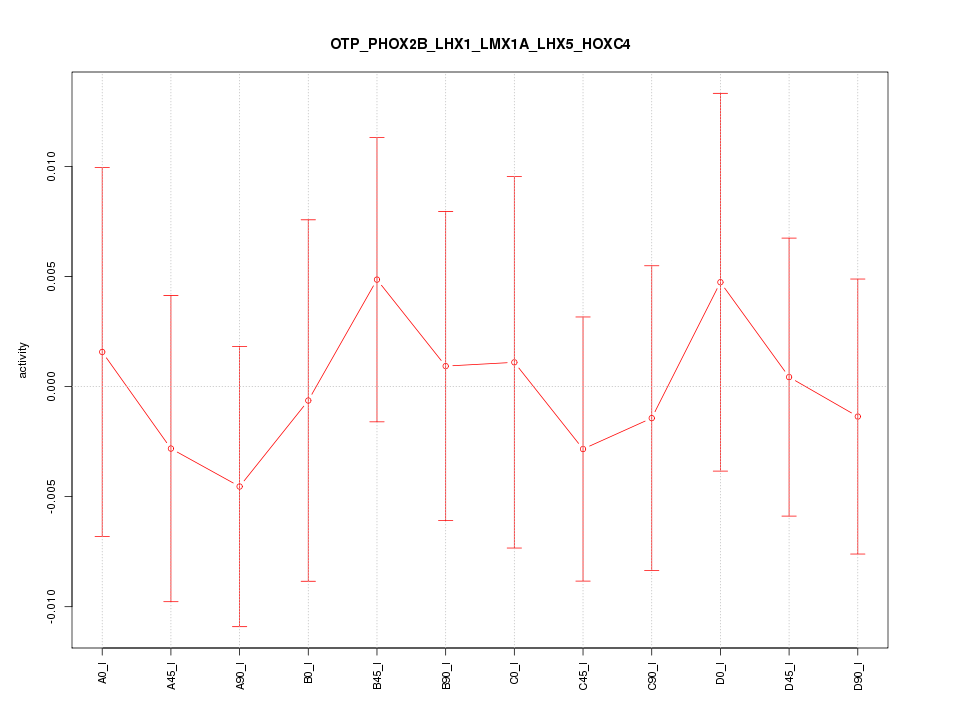 OTP_PHOX2B_LHX1_LMX1A_LHX5_HOXC4
activity
0.010
0.005
0.000
-0.005
-0.010
A0_I
A45_I
A90_I
B0_I
B45_I
B90_I
C0_I
C45_I
C90_I
D0_I
D45_I
D90_I